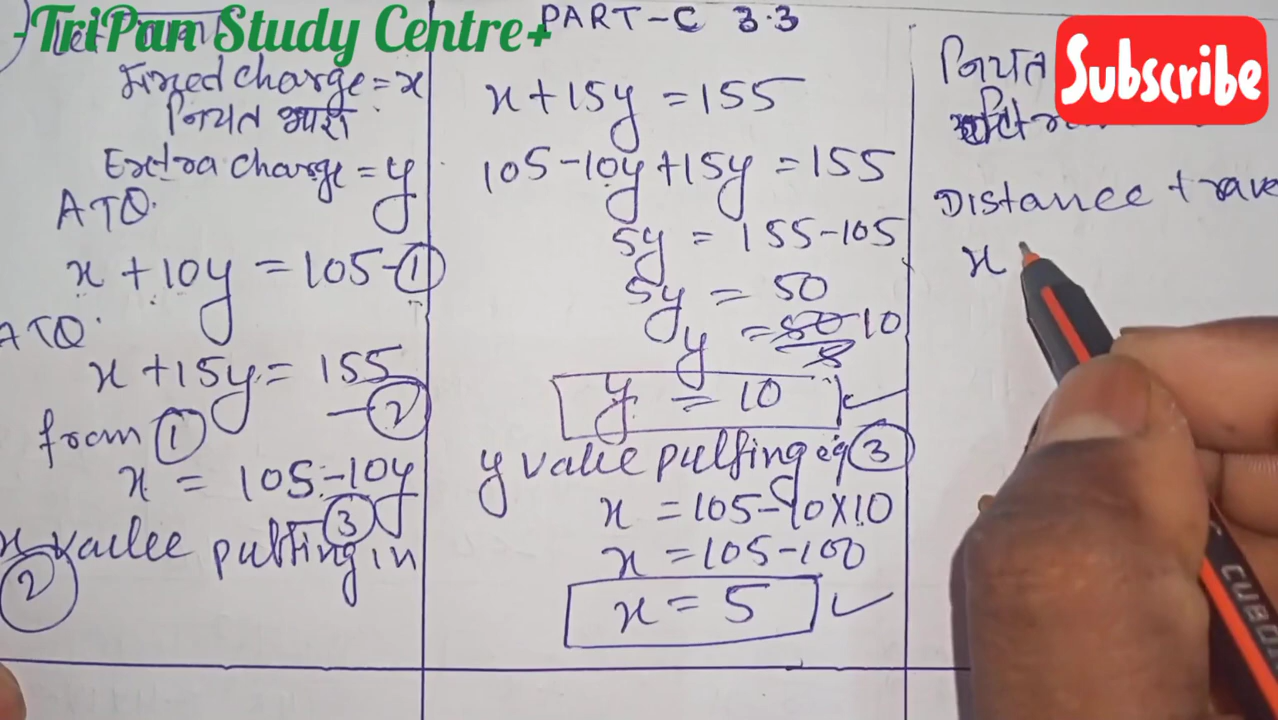 -TriPan Study Centre+
PART-C 3.3
Subscribe
Fixed charge = x
नियत भाड़ा
Extra charge = y
ATQ.
x + 10y = 105 - ①
ATQ.
x + 15y = 155
- ②
from ①
x = 105 - 10y
- ③
x value putting in
②
x + 15y = 155
105 - 10y + 15y = 155
5y = 155 - 105
5y = 50
y = 50 10
5
y = 10
y value putting eq ③
x = 105 - 10 x 10
x = 105 - 100
x = 5
नियत
Distance trave
x